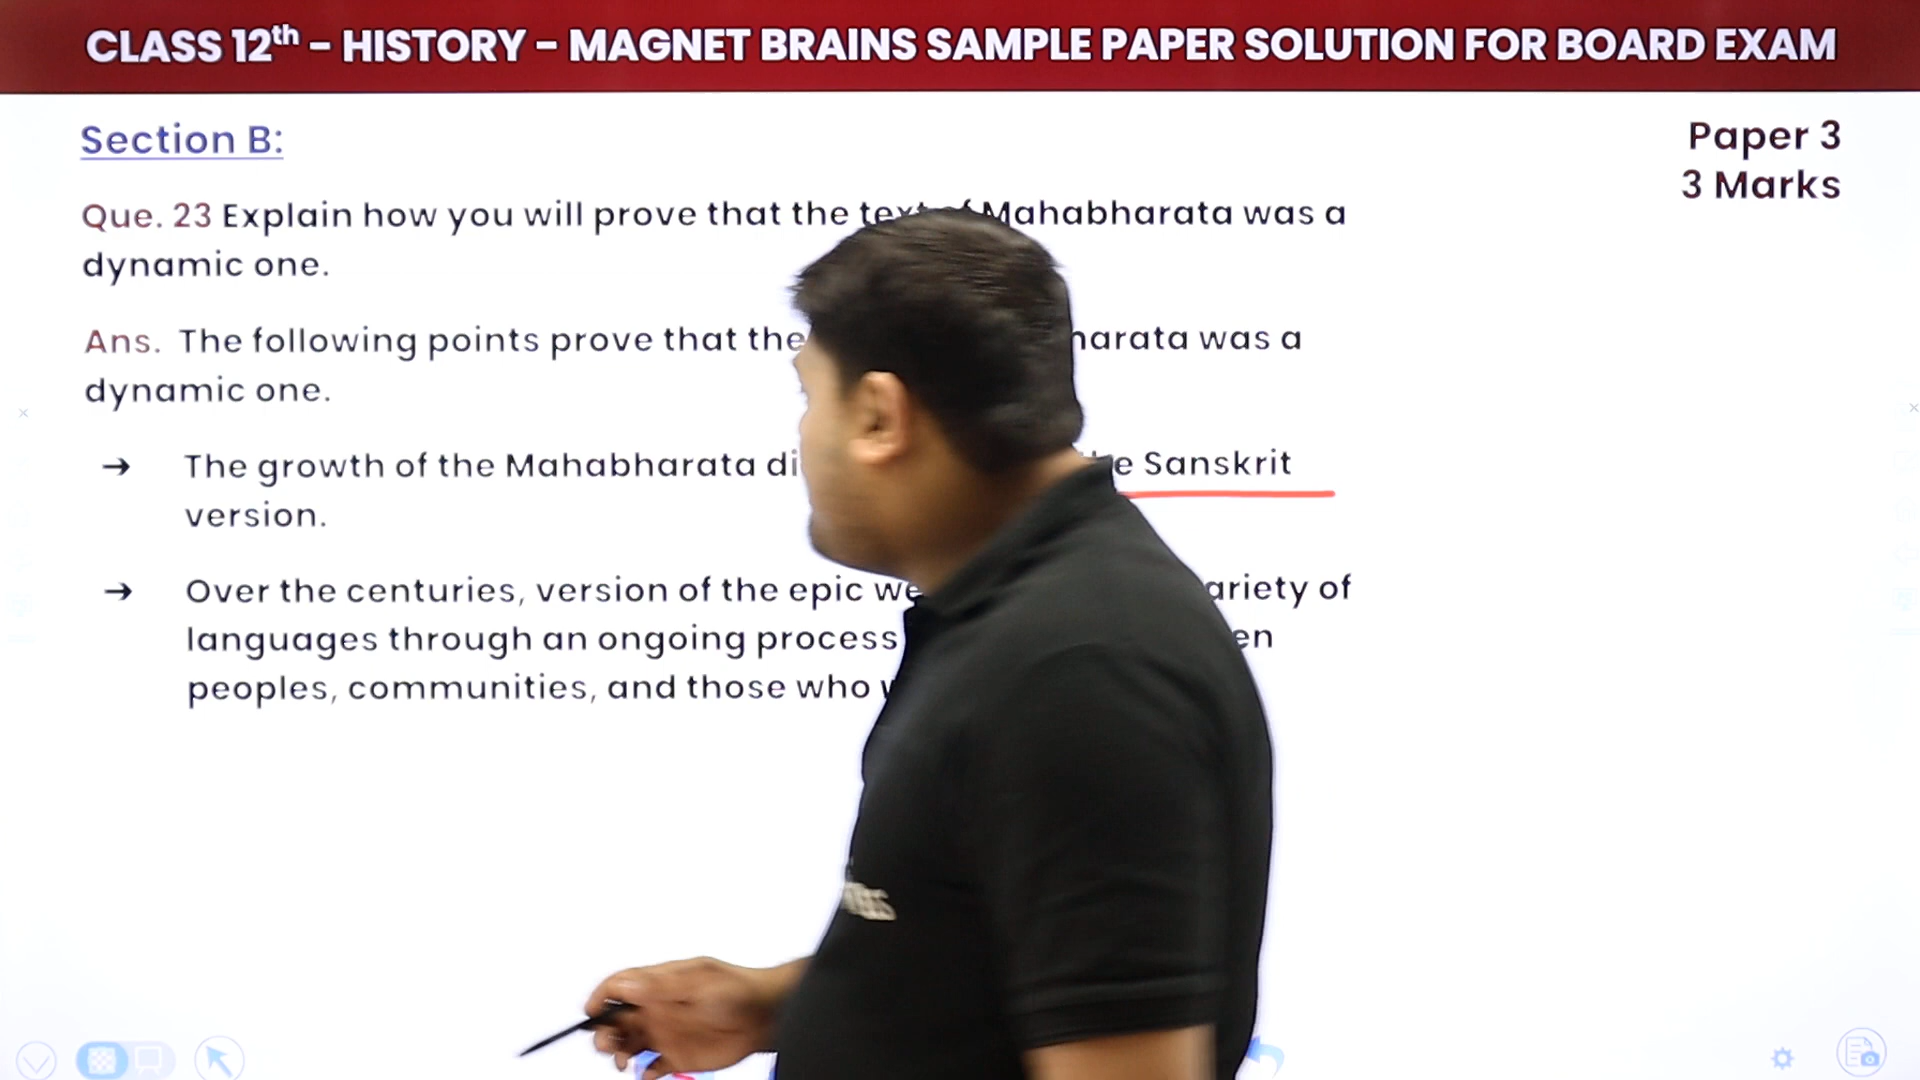 CLASS 12th – HISTORY – MAGNET BRAINS SAMPLE PAPER SOLUTION FOR BOARD EXAM
Section B:
Paper 3
3 Marks
Que. 23 Explain how you will prove that the text of Mahabharata was a
dynamic one.
Ans. The following points prove that the was a
dynamic one.
→ The growth of the Mahabharata Sanskrit
version.
→ Over the centuries, version of the epic of
languages through an ongoing process
peoples, communities, and those who